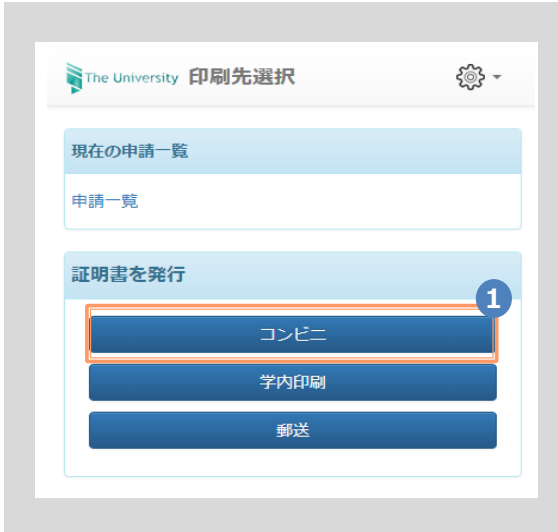 The University 印刷先選択
現在の申請一覧
申請一覧
証明書を発行
1
コンビニ
学内印刷
郵送